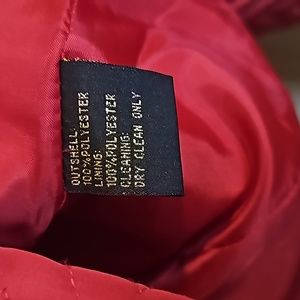 OUTSHELL:
100%POLYESTER
LINING:
100%POLYESTER
CLEANING:
DRY CLEAN ONLY